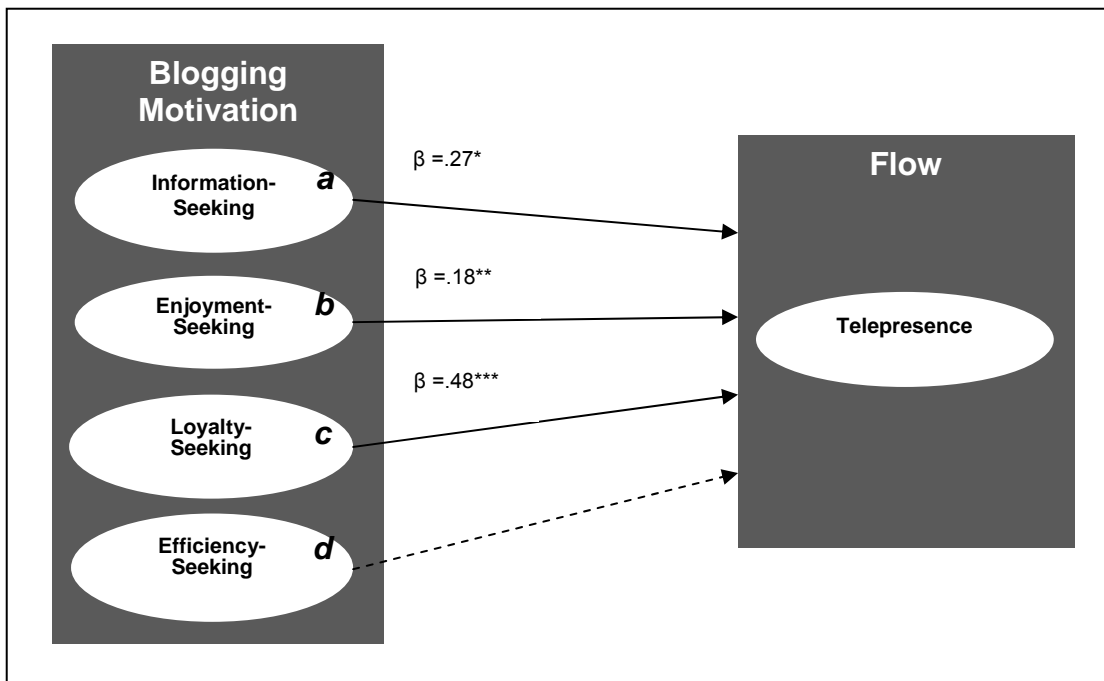 Blogging
Motivation
Information-
Seeking
a
β =.27*
Enjoyment-
Seeking
b
β =.18**
Loyalty-
Seeking
c
β =.48***
Efficiency-
Seeking
d
Flow
Telepresence